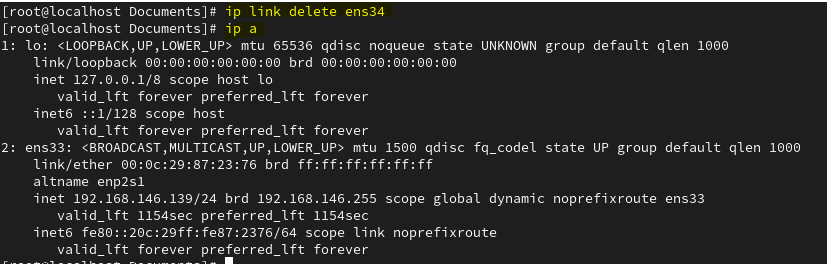 [root@localhost Documents]# ip link delete ens34
[root@localhost Documents]# ip a
1: lo: <LOOPBACK,UP,LOWER_UP> mtu 65536 qdisc noqueue state UNKNOWN group default qlen 1000
    link/loopback 00:00:00:00:00:00 brd 00:00:00:00:00:00
    inet 127.0.0.1/8 scope host lo
       valid_lft forever preferred_lft forever
    inet6 ::1/128 scope host
       valid_lft forever preferred_lft forever
2: ens33: <BROADCAST,MULTICAST,UP,LOWER_UP> mtu 1500 qdisc fq_codel state UP group default qlen 1000
    link/ether 00:0c:29:87:23:76 brd ff:ff:ff:ff:ff:ff
    altname enp2s1
    inet 192.168.146.139/24 brd 192.168.146.255 scope global dynamic noprefixroute ens33
       valid_lft 1154sec preferred_lft 1154sec
    inet6 fe80::20c:29ff:fe87:2376/64 scope link noprefixroute
       valid_lft forever preferred_lft forever
[root@localhost Documents]#